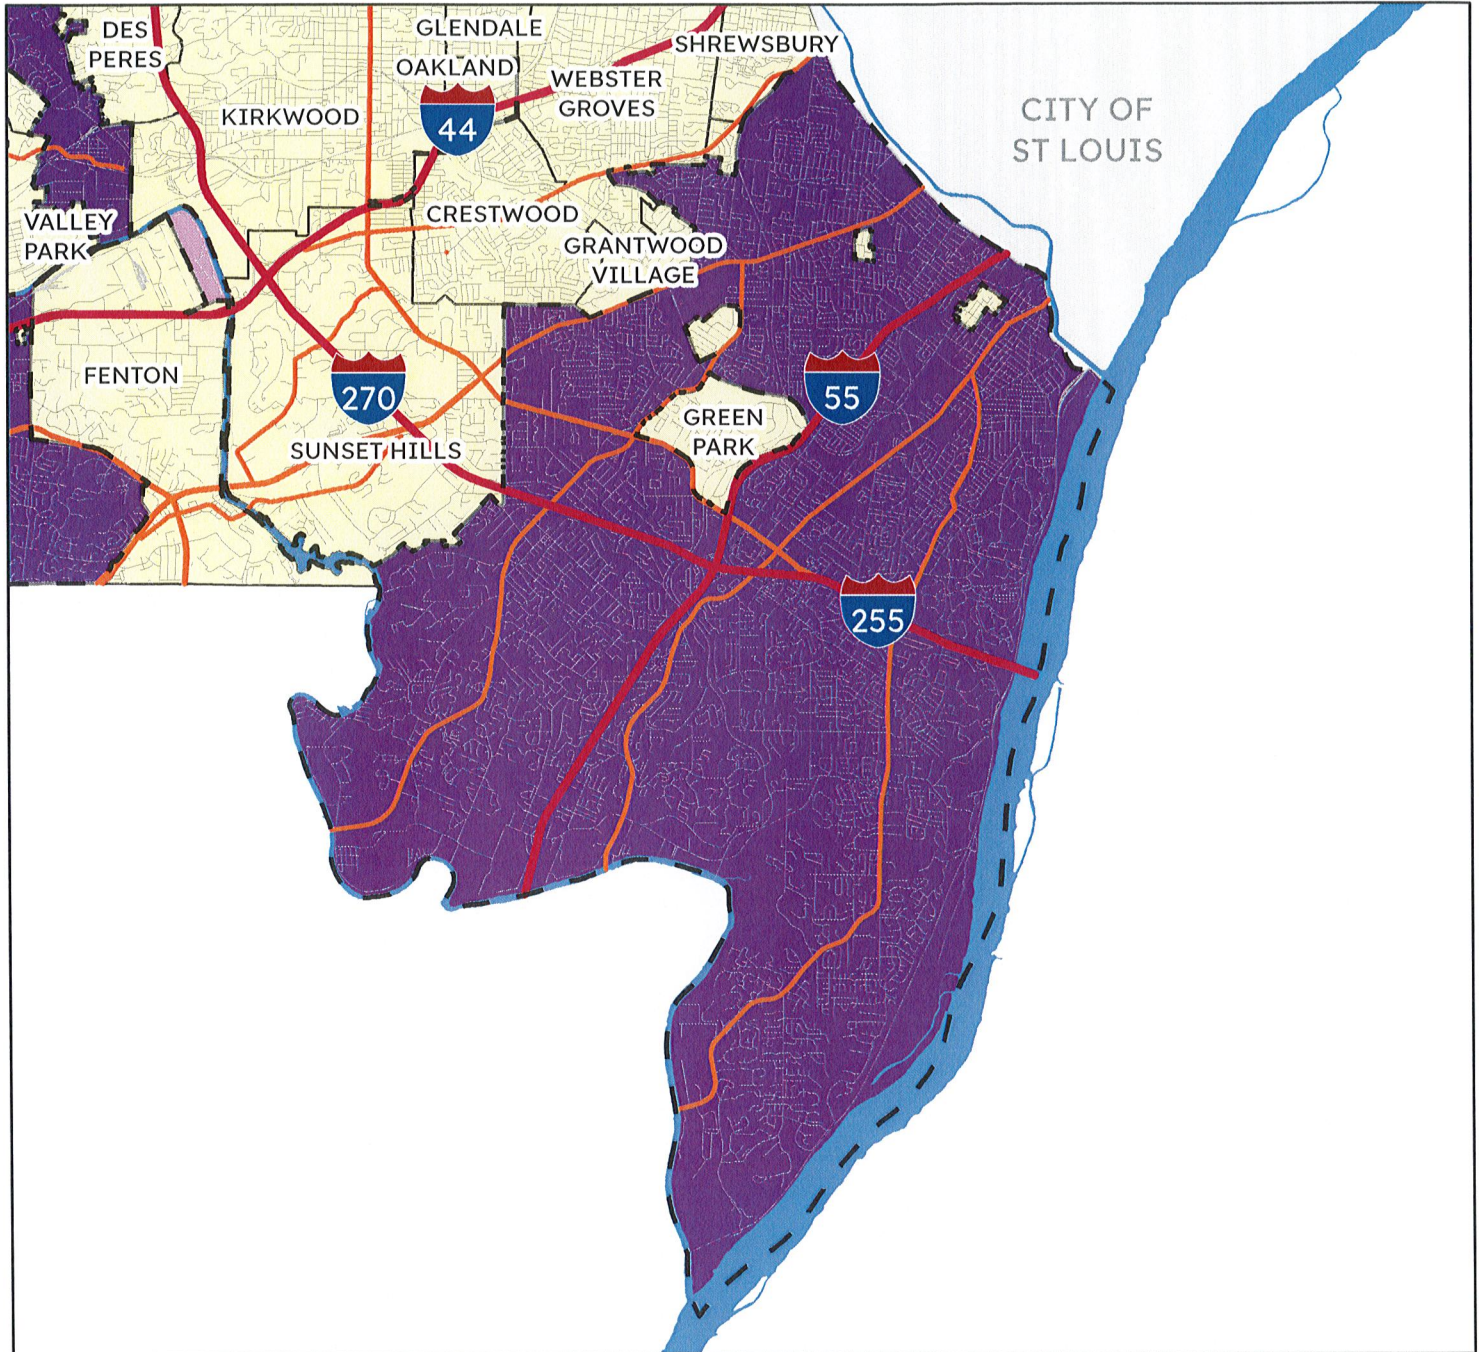 DES
PERES
GLENDALE
SHREWSBURY
OAKLAND
WEBSTER
GROVES
KIRKWOOD
44
CITY OF
ST LOUIS
VALLEY
PARK
CRESTWOOD
GRANTWOOD
VILLAGE
FENTON
270
55
GREEN
PARK
SUNSET HILLS
255